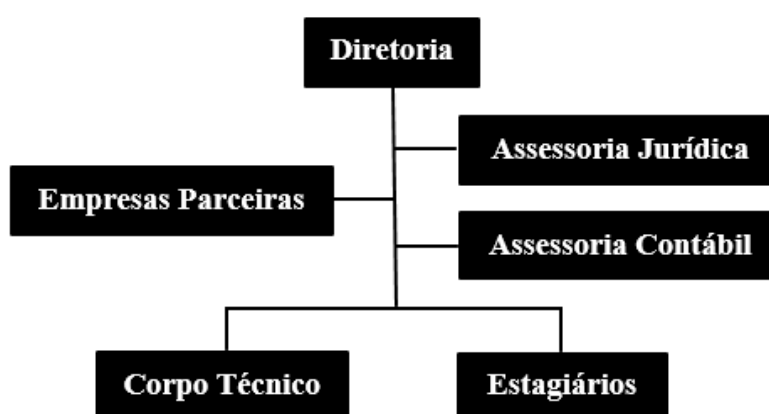 Diretoria
Assessoria Jurídica
Empresas Parceiras
Assessoria Contábil
Corpo Técnico
Estagiários